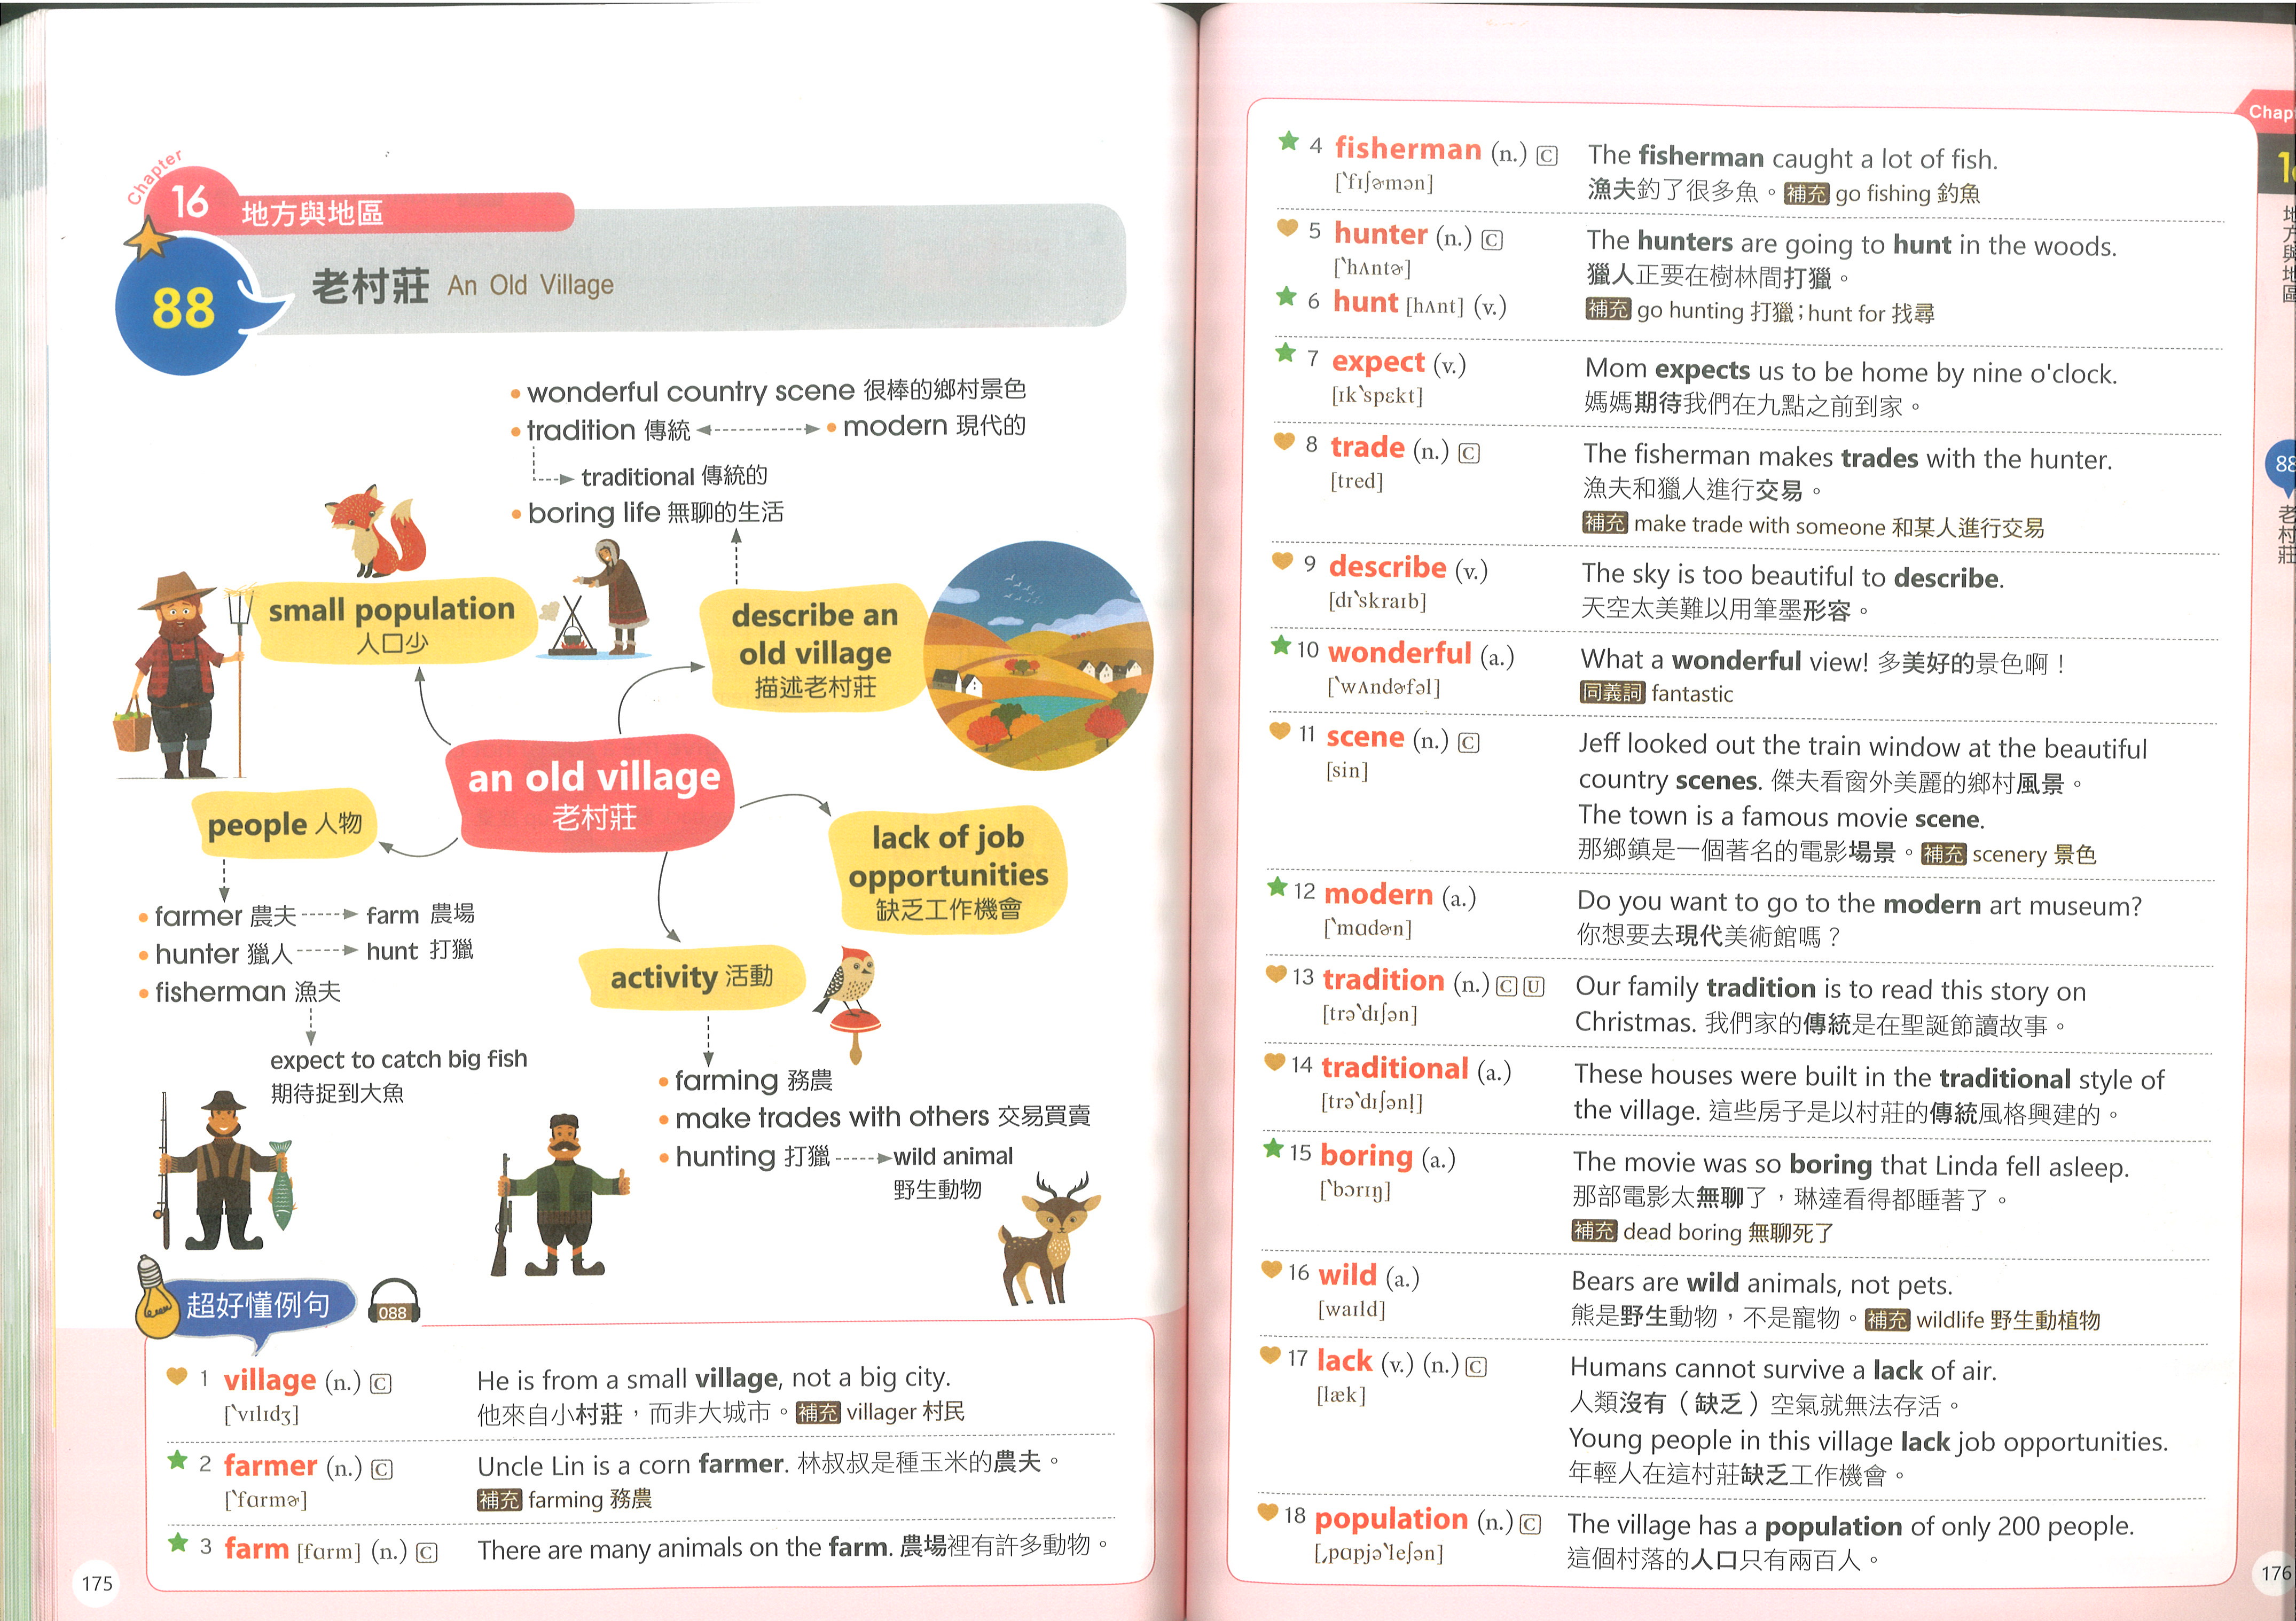 Chapter
16 地方與地區
88 老村莊 An Old Village
• wonderful country scene 很棒的鄉村景色
• tradition 傳統 • modern 現代的
traditional 傳統的
• boring life 無聊的生活
small population
人口少
describe an
old village
描述老村莊
an old village
老村莊
people 人物
lack of job
opportunities
缺乏工作機會
• farmer 農夫 farm 農場
• hunter 獵人 hunt 打獵
• fisherman 漁夫
expect to catch big fish
期待捉到大魚
activity 活動
• farming 務農
• make trades with others 交易買賣
• hunting 打獵 wild animal
野生動物
超好懂例句 088
1 village (n.) C He is from a small village, not a big city.
[ˋvɪlɪdʒ] 他來自小村莊，而非大城市。補充 villager 村民
2 farmer (n.) C Uncle Lin is a corn farmer. 林叔叔是種玉米的農夫。
[ˋfɑrmɚ] 補充 farming 務農
3 farm [fɑrm] (n.) C There are many animals on the farm. 農場裡有許多動物。
175
4 fisherman (n.) C The fisherman caught a lot of fish.
[ˋfɪʃɚmən] 漁夫釣了很多魚。補充 go fishing 釣魚
5 hunter (n.) C The hunters are going to hunt in the woods.
[ˋhʌntɚ] 獵人正要在樹林間打獵。
6 hunt [hʌnt] (v.) 補充 go hunting 打獵；hunt for 找尋
7 expect (v.) Mom expects us to be home by nine o'clock.
[ɪkˋspɛkt] 媽媽期待我們在九點之前到家。
8 trade (n.) C The fisherman makes trades with the hunter.
[tred] 漁夫和獵人進行交易。
補充 make trade with someone 和某人進行交易
9 describe (v.) The sky is too beautiful to describe.
[dɪˋskraɪb] 天空太美難以用筆墨形容。
10 wonderful (a.) What a wonderful view! 多美好的景色啊！
[ˋwʌndɚfəl] 同義詞 fantastic
11 scene (n.) C Jeff looked out the train window at the beautiful
[sin] country scenes. 傑夫看窗外美麗的鄉村風景。
The town is a famous movie scene.
那鄉鎮是一個著名的電影場景。補充 scenery 景色
12 modern (a.) Do you want to go to the modern art museum?
[ˋmɑdɚn] 你想要去現代美術館嗎？
13 tradition (n.) C U Our family tradition is to read this story on
[trəˋdɪʃən] Christmas. 我們家的傳統是在聖誕節讀故事。
14 traditional (a.) These houses were built in the traditional style of
[trəˋdɪʃənḷ] the village. 這些房子是以村莊的傳統風格興建的。
15 boring (a.) The movie was so boring that Linda fell asleep.
[ˋbɔrɪŋ] 那部電影太無聊了，琳達看得都睡著了。
補充 dead boring 無聊死了
16 wild (a.) Bears are wild animals, not pets.
[waɪld] 熊是野生動物，不是寵物。補充 wildlife 野生動植物
17 lack (v.) (n.) C Humans cannot survive a lack of air.
[læk] 人類沒有（缺乏）空氣就無法存活。
Young people in this village lack job opportunities.
年輕人在這村莊缺乏工作機會。
18 population (n.) C The village has a population of only 200 people.
[ˏpɑpjəˋleʃən] 這個村落的人口只有兩百人。
地方與地區
88
老村莊
176